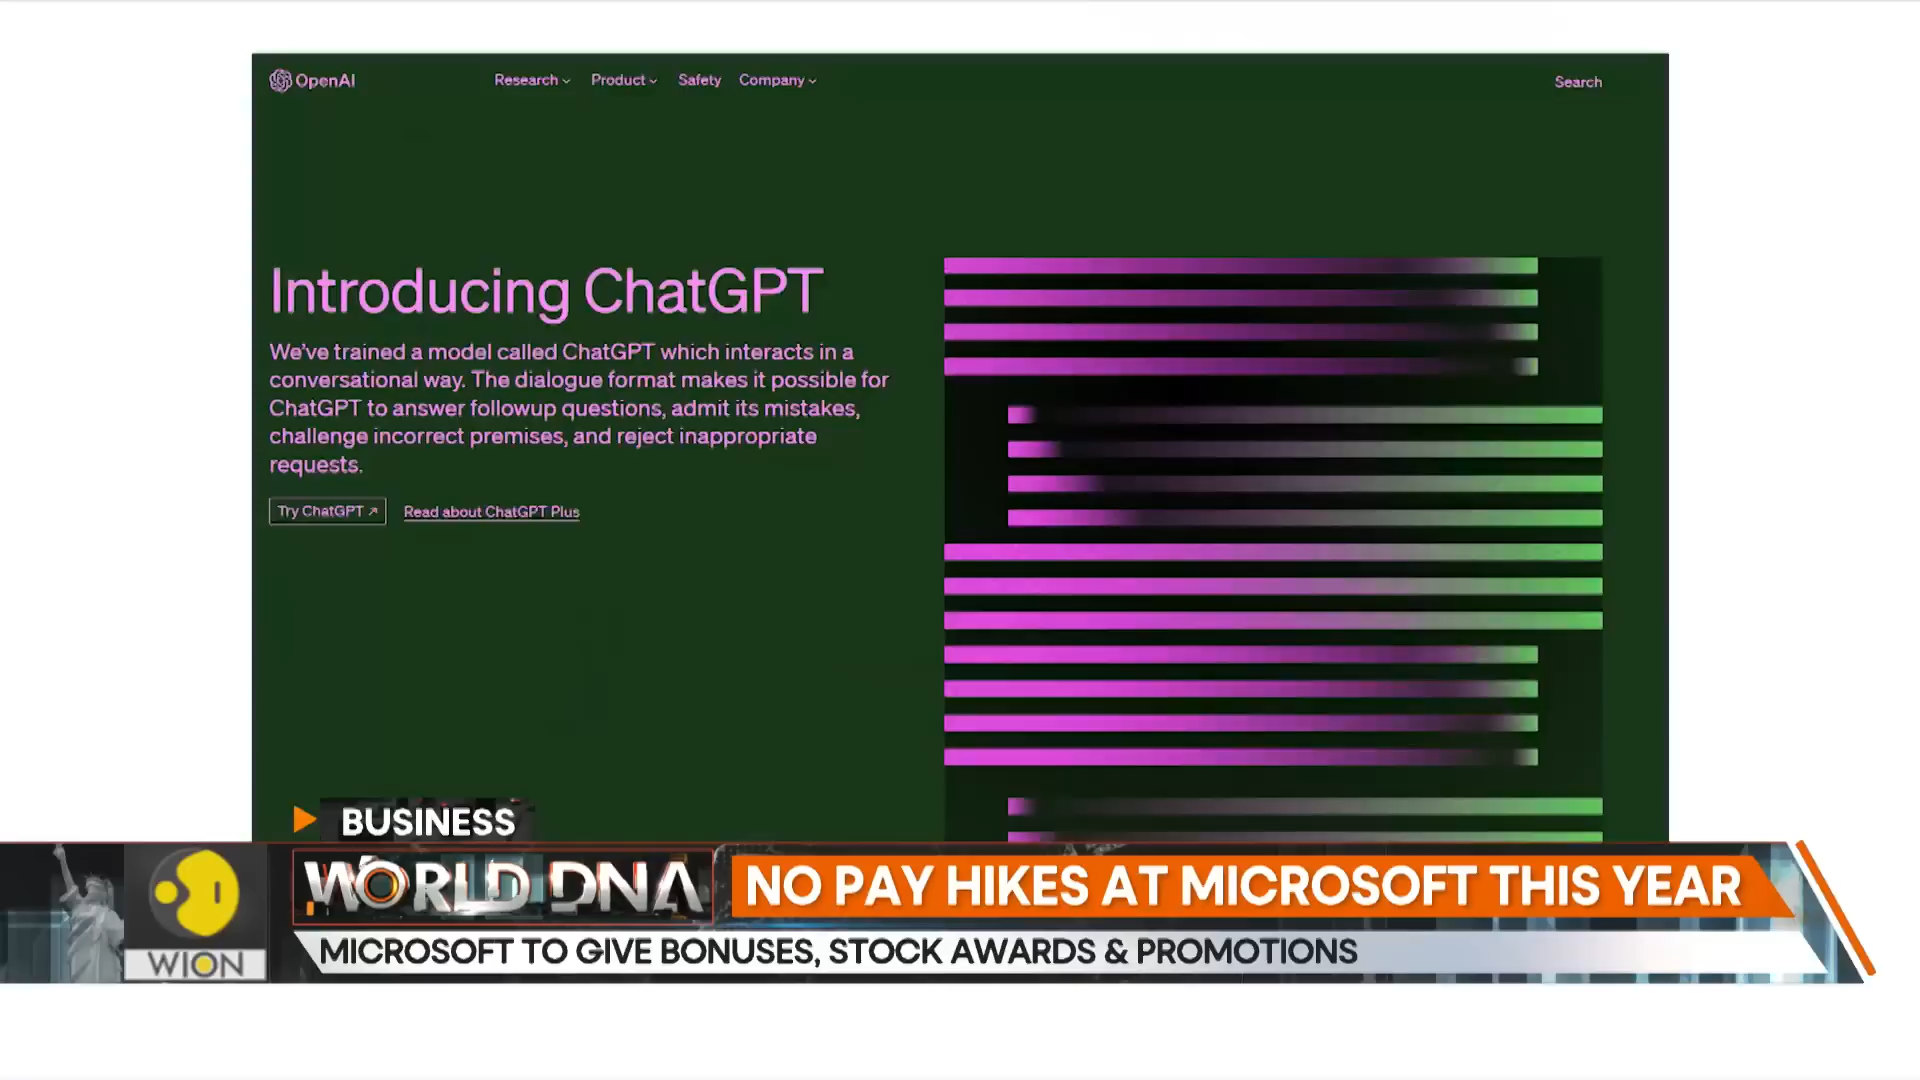 OpenAI
Research Product Safety Company
Search
Introducing ChatGPT
We've trained a model called ChatGPT which interacts in a
conversational way. The dialogue format makes it possible for
ChatGPT to answer followup questions, admit its mistakes,
challenge incorrect premises, and reject inappropriate
requests.
Try ChatGPT ↗
Read about ChatGPT Plus
BUSINESS
WORLD DNA
NO PAY HIKES AT MICROSOFT THIS YEAR
WION
MICROSOFT TO GIVE BONUSES, STOCK AWARDS & PROMOTIONS